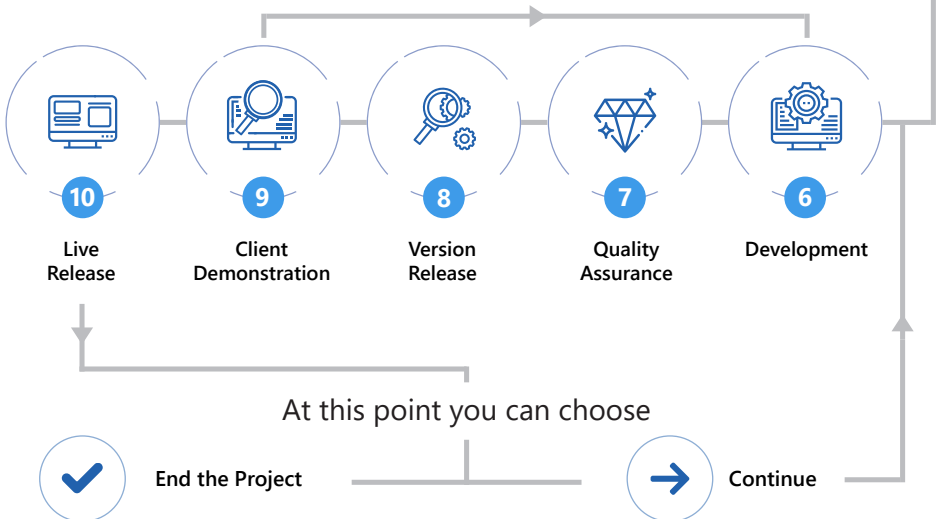 10
Live
Release
9
Client
Demonstration
8
Version
Release
7
Quality
Assurance
6
Development
At this point you can choose
End the Project
Continue